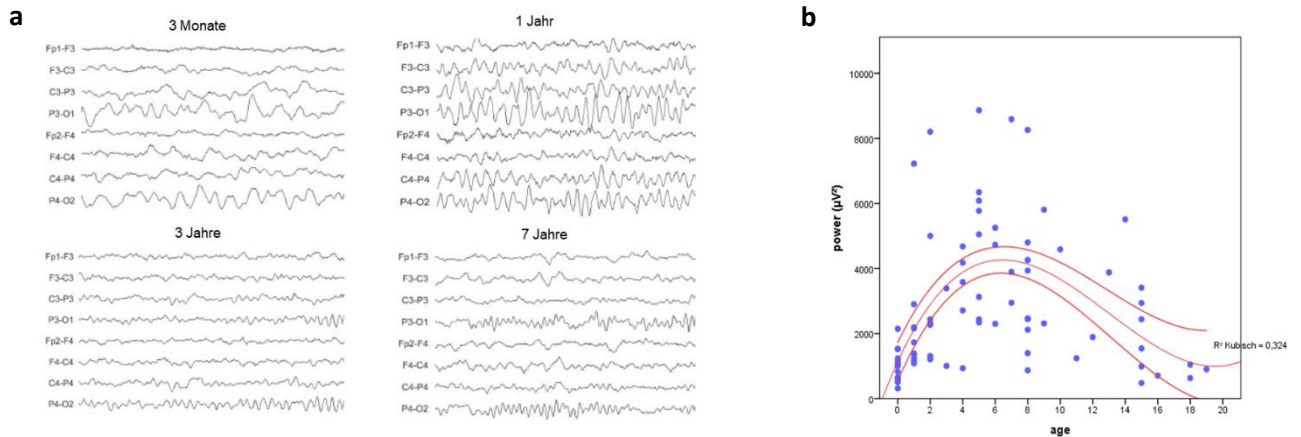 a
3 Monate
Fp1-F3
F3-C3
C3-P3
P3-O1
Fp2-F4
F4-C4
C4-P4
P4-O2
1 Jahr
Fp1-F3
F3-C3
C3-P3
P3-O1
Fp2-F4
F4-C4
C4-P4
P4-O2
3 Jahre
Fp1-F3
F3-C3
C3-P3
P3-O1
Fp2-F4
F4-C4
C4-P4
P4-O2
7 Jahre
Fp1-F3
F3-C3
C3-P3
P3-O1
Fp2-F4
F4-C4
C4-P4
P4-O2
b
10000
8000
6000
4000
2000
0
power (µV²)
R² Kubisch = 0,324
0 2 4 6 8 10 12 14 16 18 20
age